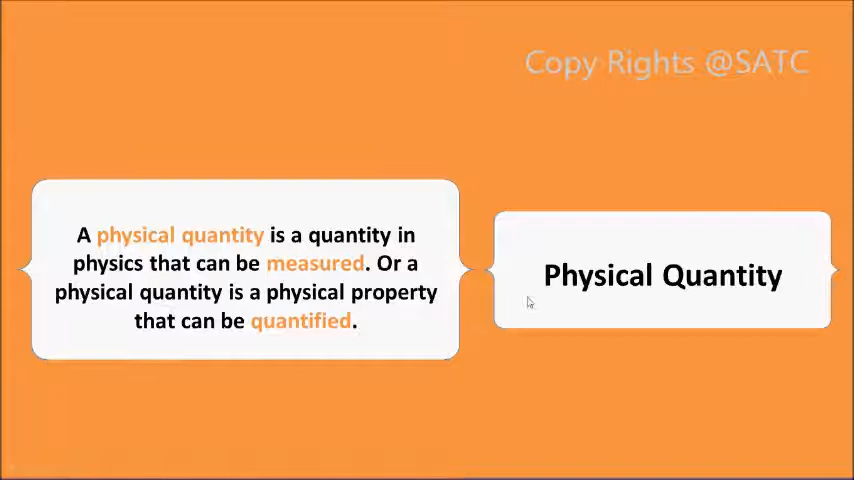 Copy Rights @SATC
A physical quantity is a quantity in
physics that can be measured. Or a
physical quantity is a physical property
that can be quantified.
Physical Quantity